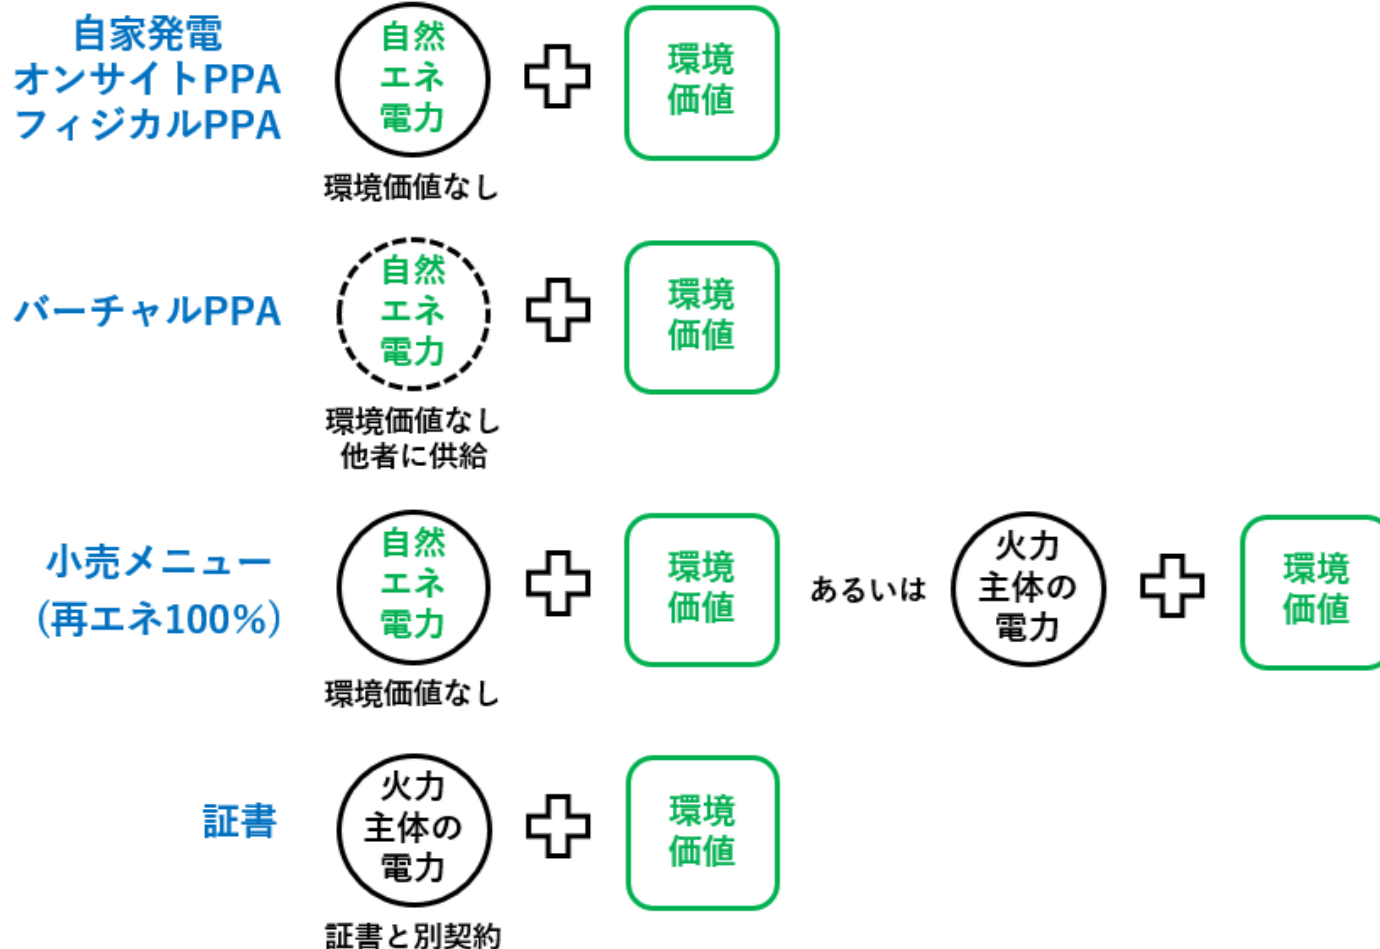 自家発電
オンサイトPPA
フィジカルPPA
自然
エネ
電力
環境
価値
環境価値なし
バーチャルPPA
自然
エネ
電力
環境
価値
環境価値なし
他者に供給
小売メニュー
(再エネ100%)
自然
エネ
電力
環境
価値
環境価値なし
あるいは
火力
主体の
電力
環境
価値
証書
火力
主体の
電力
環境
価値
証書と別契約